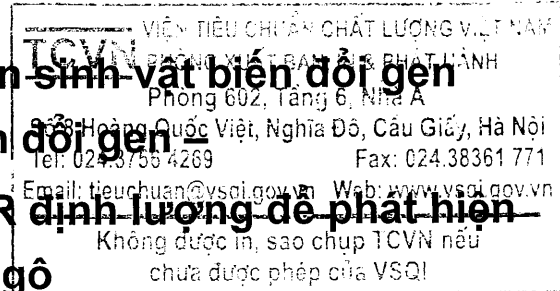 VIỆN TIÊU CHUẨN CHẤT LƯỢNG VIỆT NAM
TCVN PHÒNG XUẤT BẢN VÀ PHÁT HÀNH
n sinh vật biến đổi gen
Phòng 602, Tầng 6, Nhà A
Số 8 Hoàng Quốc Việt, Nghĩa Đô, Cầu Giấy, Hà Nội
n đổi gen –
Tel: 024.3756 4269 Fax: 024.38361 771
Email: tieuchuan@vsqi.gov.vn Web: www.vsqi.gov.vn
R định lượng để phát hiện
Không được in, sao chụp TCVN nếu
gô chưa được phép của VSQI